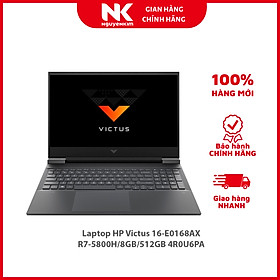 NK
NGUYENKIM
GIAN HÀNG
CHÍNH HÃNG
VICTUS
100%
HÀNG MỚI
Bảo hành
CHÍNH HÃNG
Giao hàng
NHANH
Laptop HP Victus 16-E0168AX
R7-5800H/8GB/512GB 4R0U6PA